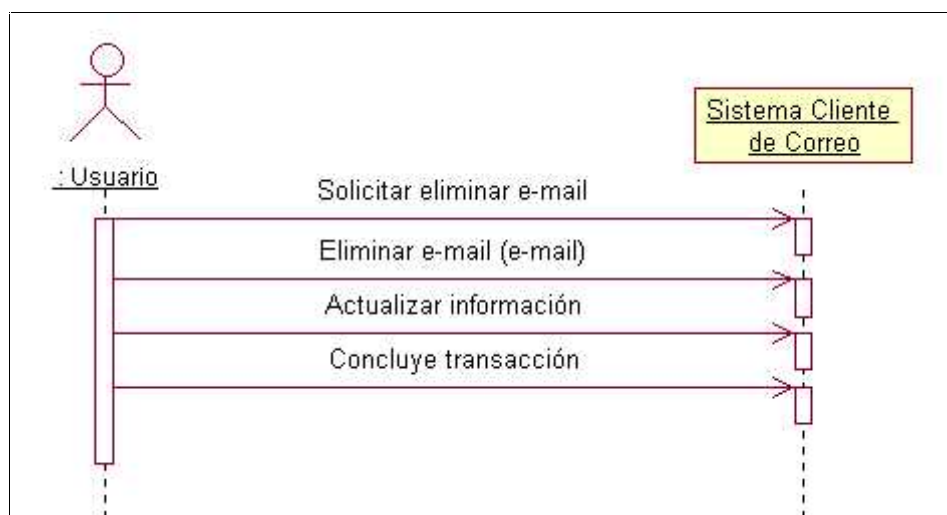 Sistema Cliente
de Correo
: Usuario
Solicitar eliminar e-mail
Eliminar e-mail (e-mail)
Actualizar información
Concluye transacción